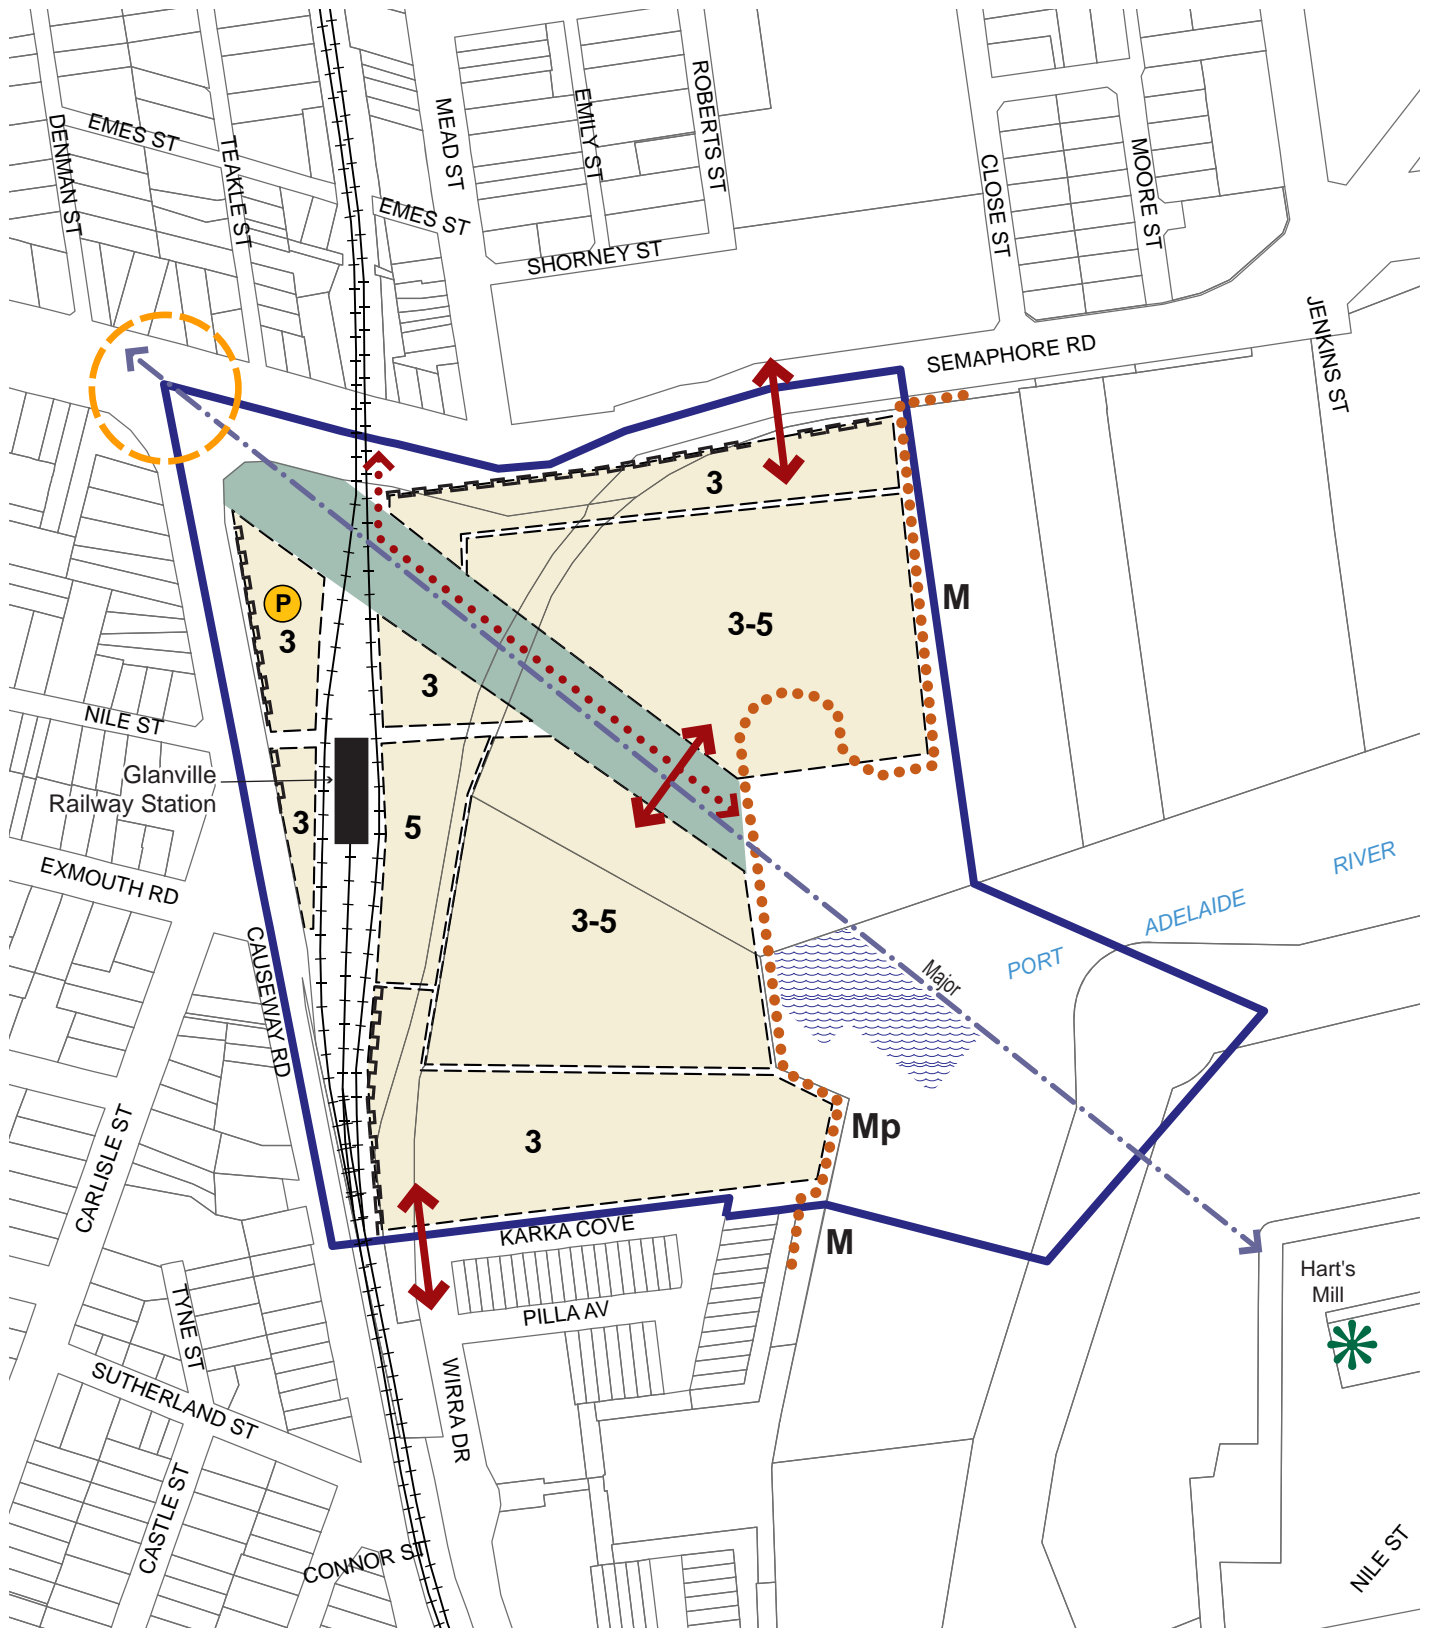 DENMAN ST
EMES ST
TEAKLE ST
MEAD ST
EMILY ST
ROBERTS ST
EMES ST
SHORNEY ST
CLOSE ST
MOORE ST
JENKINS ST
SEMAPHORE RD
3
P
3
3-5
M
3
NILE ST
Glanville
Railway Station
3
5
3-5
EXMOUTH RD
CAUSEWAY RD
Major
PORT
ADELAIDE
RIVER
Mp
3
CARLISLE ST
KARKA COVE
M
PILLA AV
Hart's
Mill
TYNE ST
WIRRA DR
SUTHERLAND ST
CASTLE ST
CONNOR ST
NILE ST